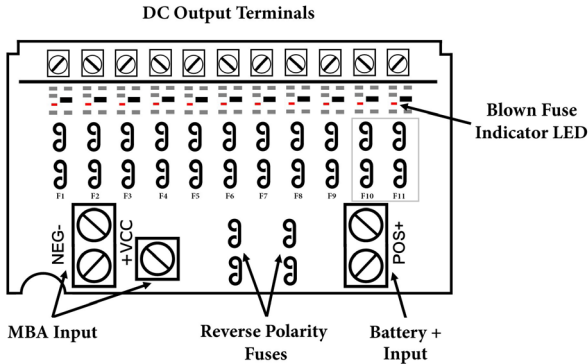 DC Output Terminals
Blown Fuse
Indicator LED
F1 F2 F3 F4 F5 F6 F7 F8 F9 F10 F11
NEG-
+VCC
POS+
MBA Input
Reverse Polarity
Fuses
Battery +
Input